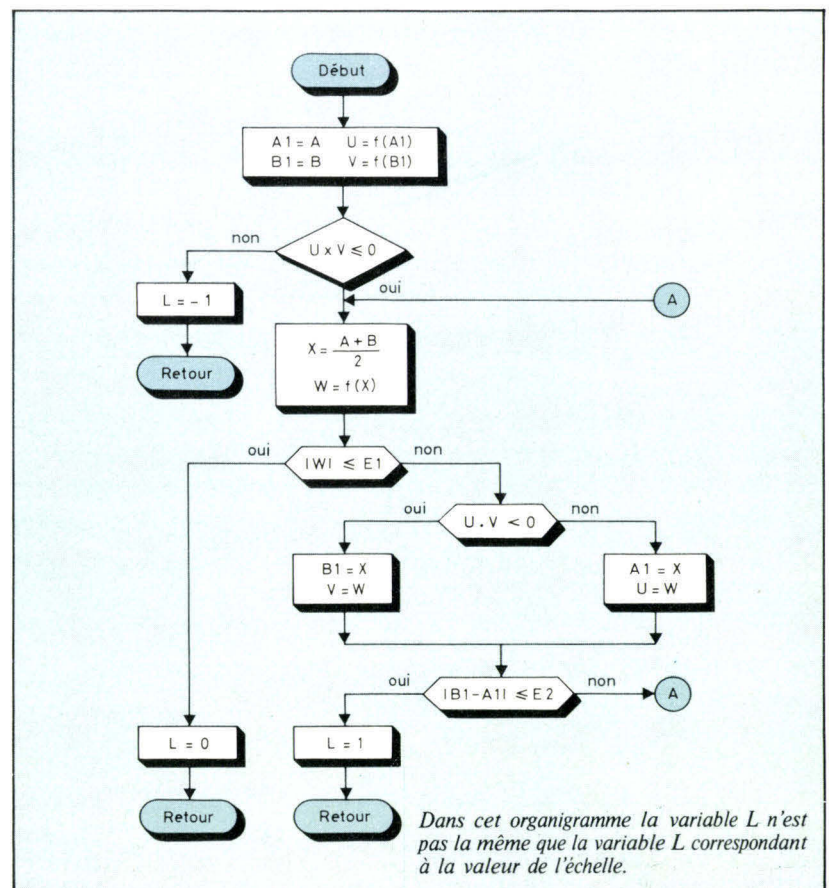 Début
A1=A U=f(A1)
B1=B V=f(B1)
U x V ≤ 0
non
oui
L = - 1
A
Retour
X = A+B
2
W = f(X)
oui
|W| ≤ E1
non
oui
U . V < 0
non
B1 = X
V = W
A1 = X
U = W
oui
|B1-A1| ≤ E2
non
A
L = 0
L = 1
Retour
Retour
Dans cet organigramme la variable L n'est
pas la même que la variable L correspondant
à la valeur de l'échelle.